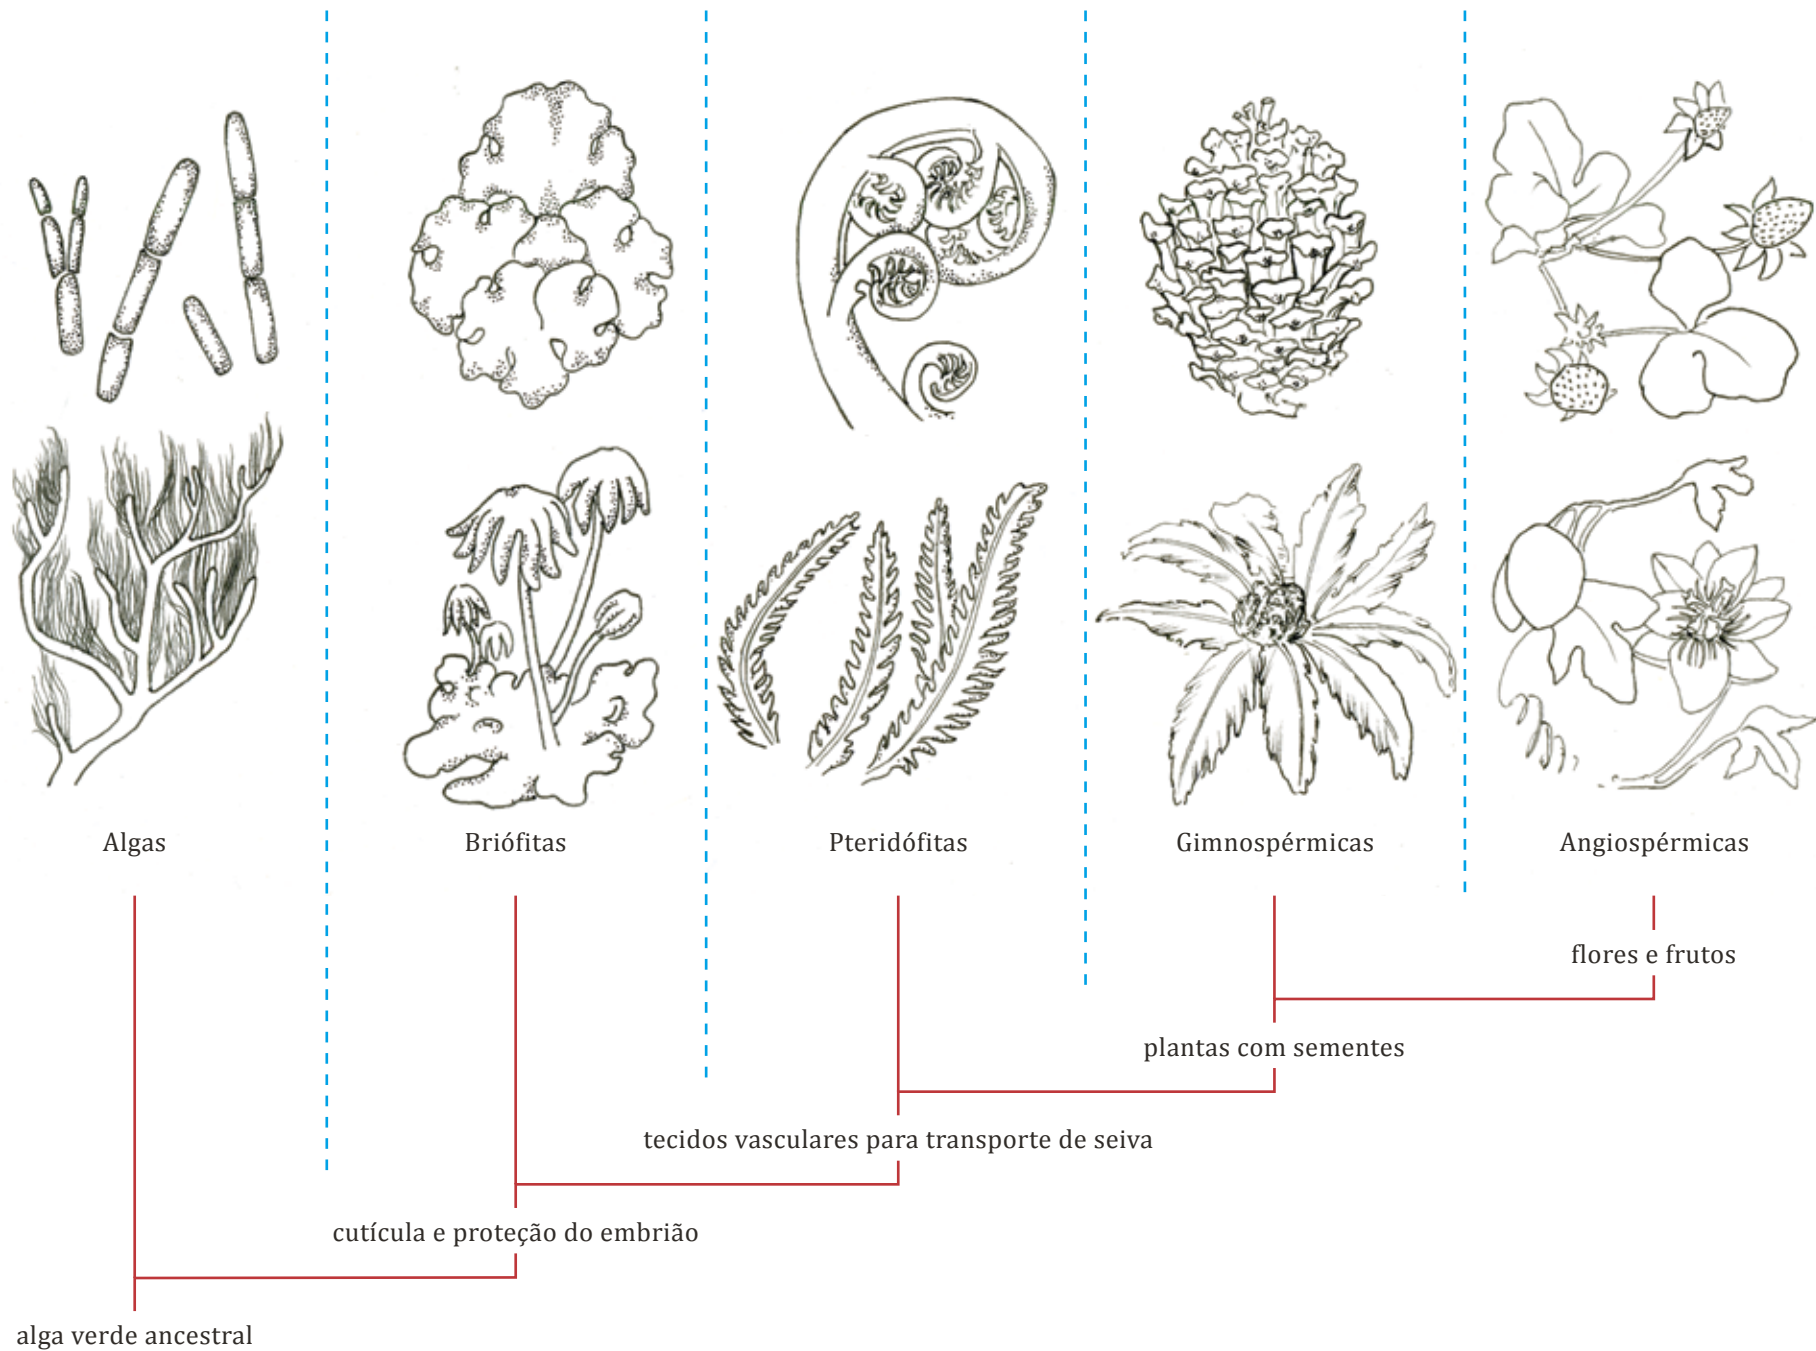 Algas
Briófitas
Pteridófitas
Gimnospérmicas
Angiospérmicas
flores e frutos
plantas com sementes
tecidos vasculares para transporte de seiva
cutícula e proteção do embrião
alga verde ancestral